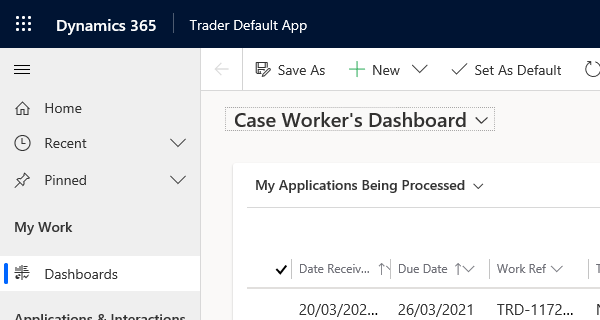 Dynamics 365 Trader Default App
Save As New Set As Default
Home
Case Worker's Dashboard
Recent
Pinned
My Applications Being Processed
My Work
Date Receiv... Due Date Work Ref
Dashboards
20/03/202... 26/03/2021 TRD-1172...
Applications & Interactions